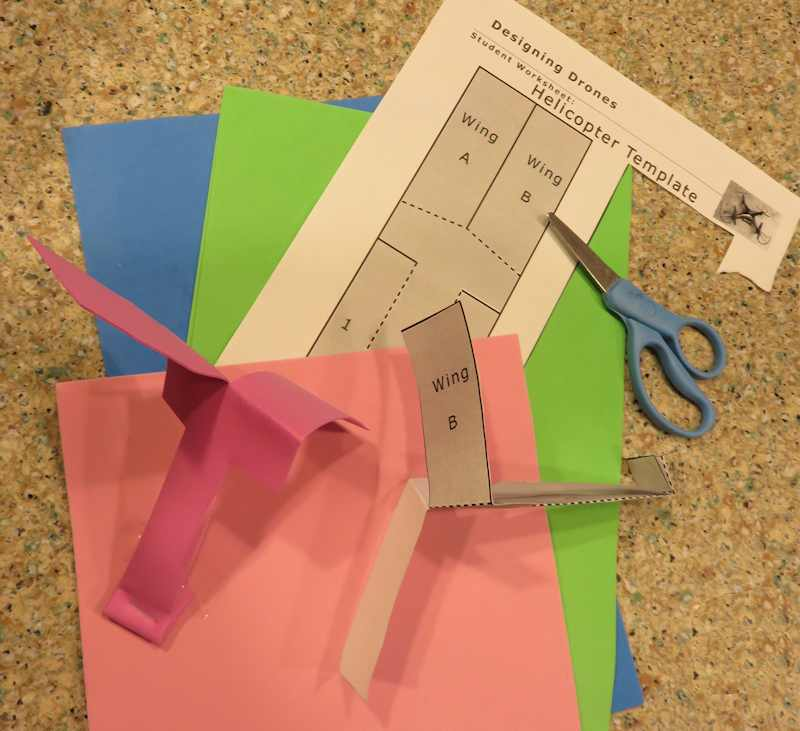 Designing Drones
Student Worksheet:
Helicopter Template
Wing
A
Wing
B
1
Wing
B